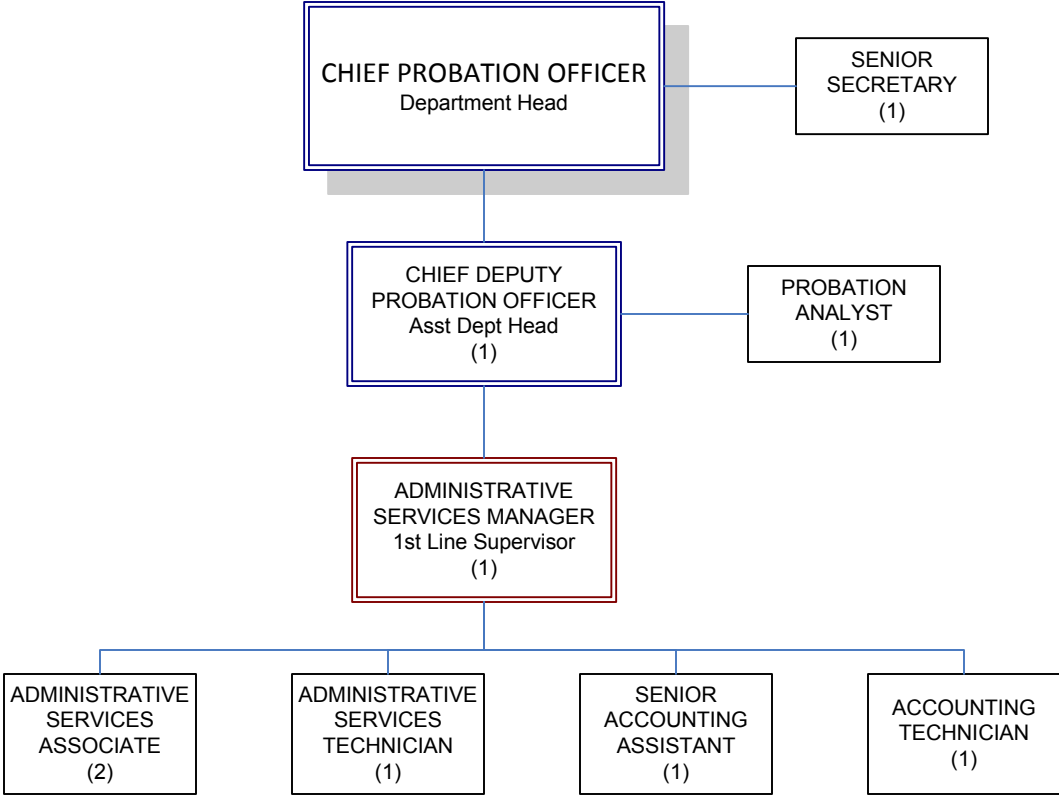 CHIEF PROBATION OFFICER
Department Head
SENIOR
SECRETARY
(1)
CHIEF DEPUTY
PROBATION OFFICER
Asst Dept Head
(1)
PROBATION
ANALYST
(1)
ADMINISTRATIVE
SERVICES MANAGER
1st Line Supervisor
(1)
ADMINISTRATIVE
SERVICES
ASSOCIATE
(2)
ADMINISTRATIVE
SERVICES
TECHNICIAN
(1)
SENIOR
ACCOUNTING
ASSISTANT
(1)
ACCOUNTING
TECHNICIAN
(1)